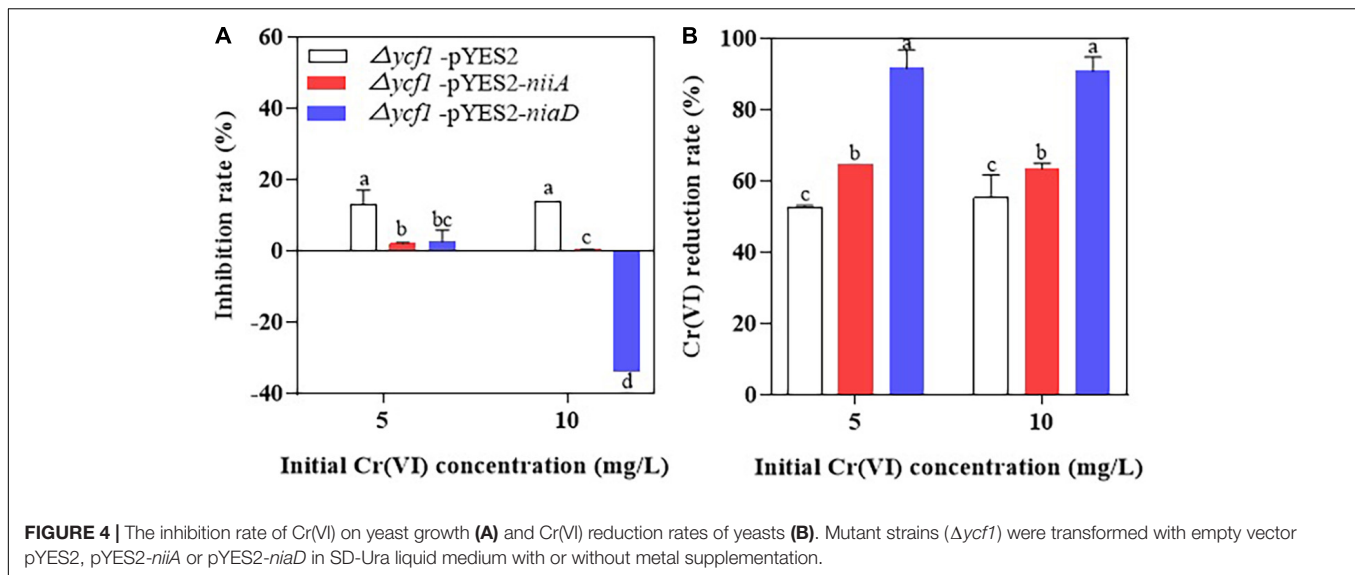 A
60
40
20
0
-20
-40
Inhibition rate (%)
Δycf1 -pYES2
Δycf1 -pYES2-niiA
Δycf1 -pYES2-niaD
a
b
bc
a
c
d
5
10
Initial Cr(VI) concentration (mg/L)
B
100
80
60
40
20
0
Cr(VI) reduction rate (%)
c
b
a
c
b
a
5
10
Initial Cr(VI) concentration (mg/L)
FIGURE 4 | The inhibition rate of Cr(VI) on yeast growth (A) and Cr(VI) reduction rates of yeasts (B). Mutant strains (Δycf1) were transformed with empty vector
pYES2, pYES2-niiA or pYES2-niaD in SD-Ura liquid medium with or without metal supplementation.